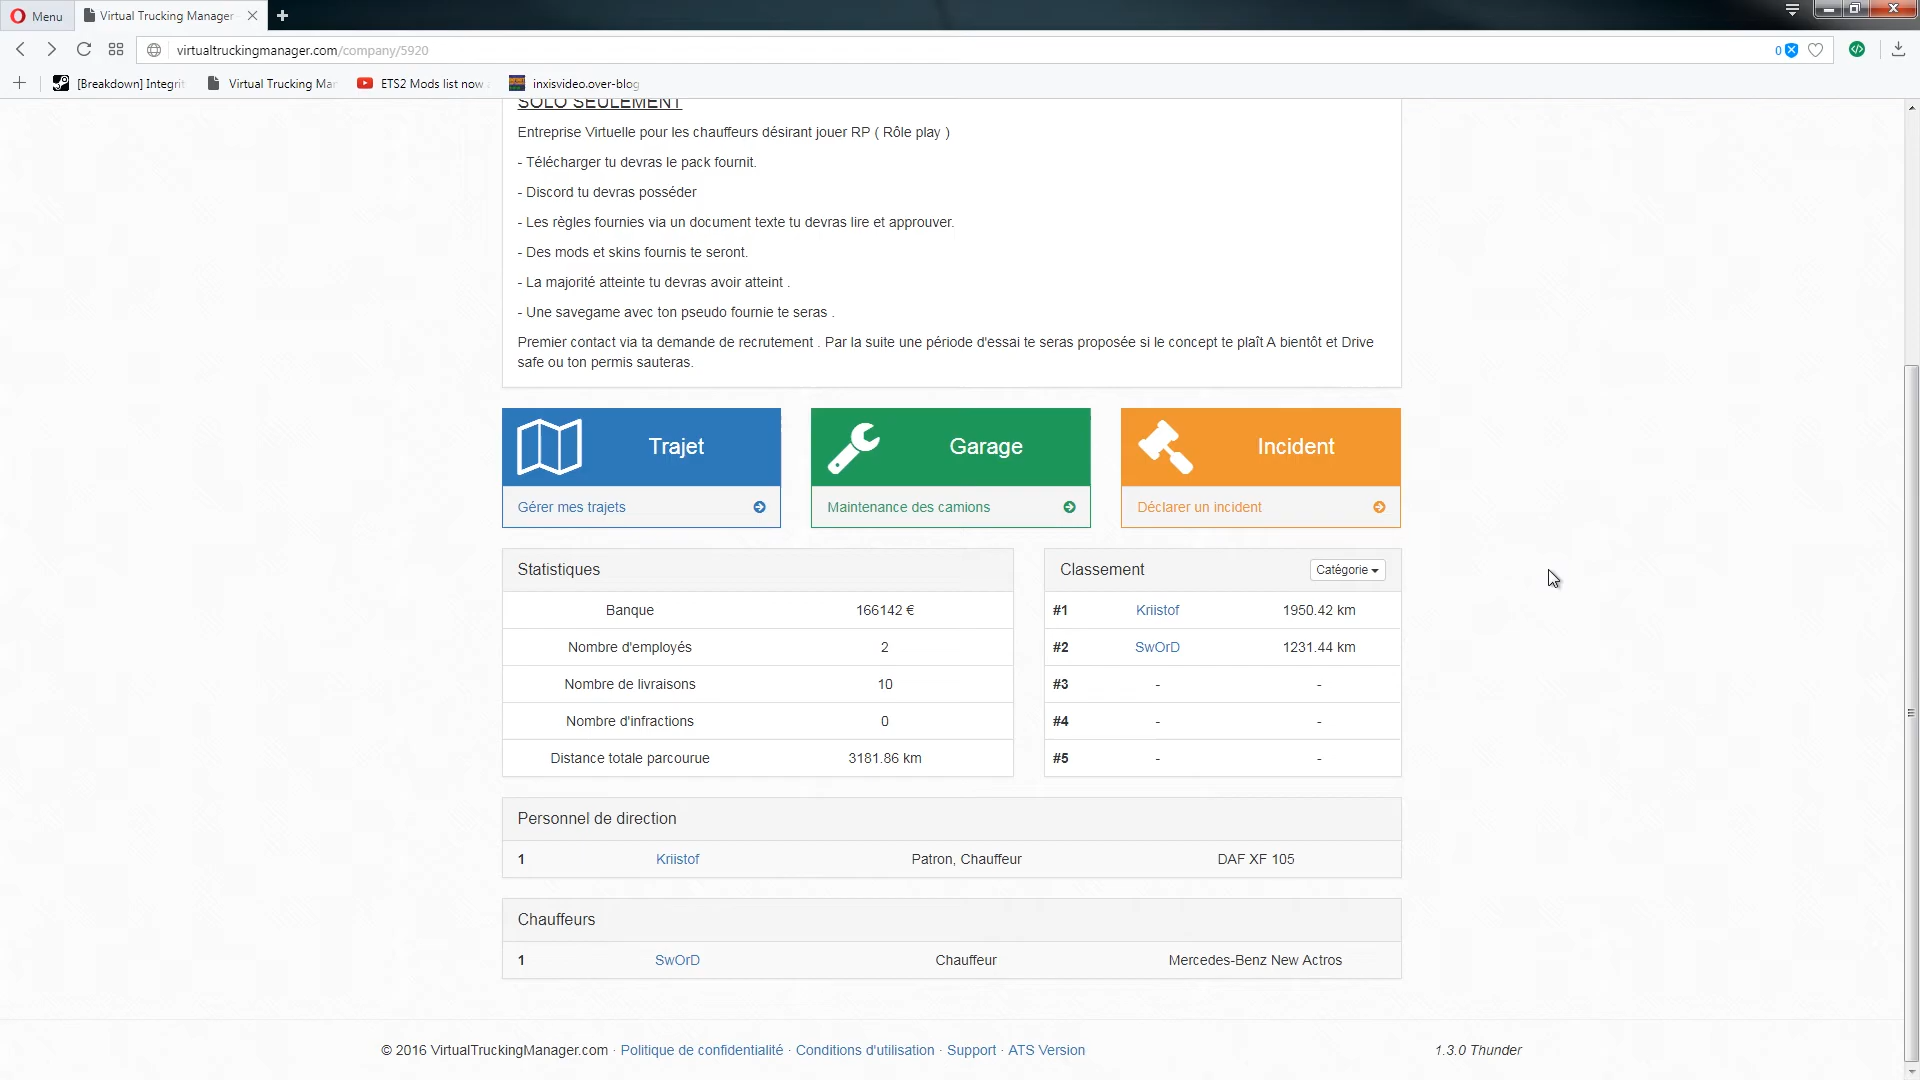 Menu
Virtual Trucking Manager
virtualtruckingmanager.com/company/5920
0
[Breakdown] Integrit
Virtual Trucking Mar
ETS2 Mods list now
inxisvideo.over-blog
SOLO SEULEMENT
Entreprise Virtuelle pour les chauffeurs désirant jouer RP ( Rôle play )
- Télécharger tu devras le pack fournit.
- Discord tu devras posséder
- Les règles fournies via un document texte tu devras lire et approuver.
- Des mods et skins fournis te seront.
- La majorité atteinte tu devras avoir atteint .
- Une savegame avec ton pseudo fournie te seras .
Premier contact via ta demande de recrutement . Par la suite une période d'essai te seras proposée si le concept te plaît A bientôt et Drive
safe ou ton permis sauteras.
Trajet
Gérer mes trajets
Garage
Maintenance des camions
Incident
Déclarer un incident
Statistiques
Banque 166142 €
Nombre d'employés 2
Nombre de livraisons 10
Nombre d'infractions 0
Distance totale parcourue 3181.86 km
Classement Catégorie
#1 Kriistof 1950.42 km
#2 SwOrD 1231.44 km
#3 - -
#4 - -
#5 - -
Personnel de direction
1 Kriistof Patron, Chauffeur DAF XF 105
Chauffeurs
1 SwOrD Chauffeur Mercedes-Benz New Actros
© 2016 VirtualTruckingManager.com · Politique de confidentialité · Conditions d'utilisation · Support · ATS Version 1.3.0 Thunder